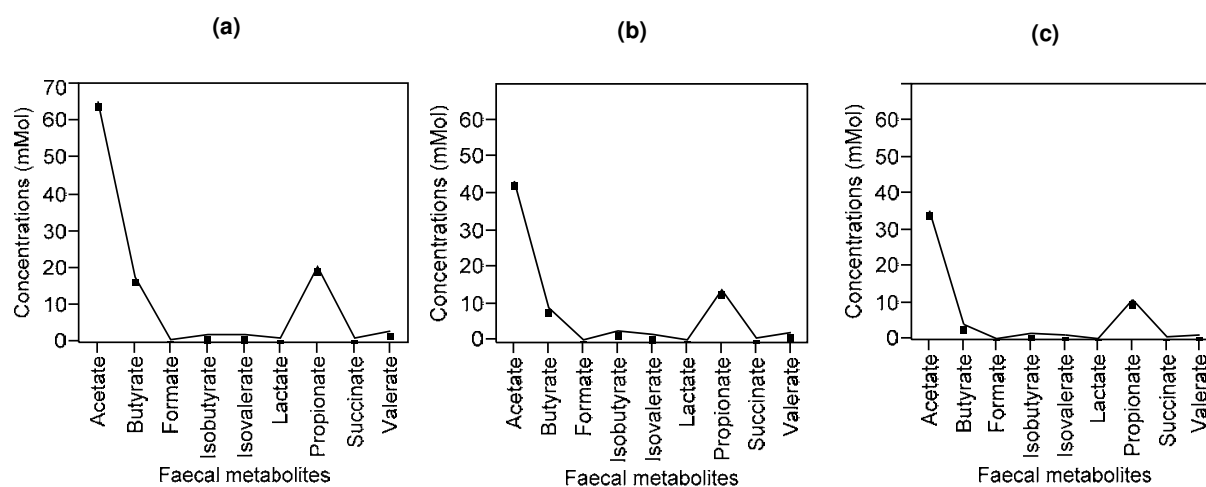 (a)
Concentrations (mMol)
70
60
50
40
30
20
10
0
Acetate
Butyrate
Formate
Isobutyrate
Isovalerate
Lactate
Propionate
Succinate
Valerate
Faecal metabolites
(b)
Concentrations (mMol)
60
50
40
30
20
10
0
Acetate
Butyrate
Formate
Isobutyrate
Isovalerate
Lactate
Propionate
Succinate
Valerate
Faecal metabolites
(c)
Concentrations (mMol)
60
50
40
30
20
10
0
Acetate
Butyrate
Formate
Isobutyrate
Isovalerate
Lactate
Propionate
Succinate
Valerate
Faecal metabolites